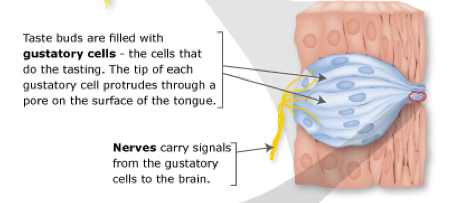 Taste buds are filled with
gustatory cells - the cells that
do the tasting. The tip of each
gustatory cell protrudes through a
pore on the surface of the tongue.
Nerves carry signals
from the gustatory
cells to the brain.